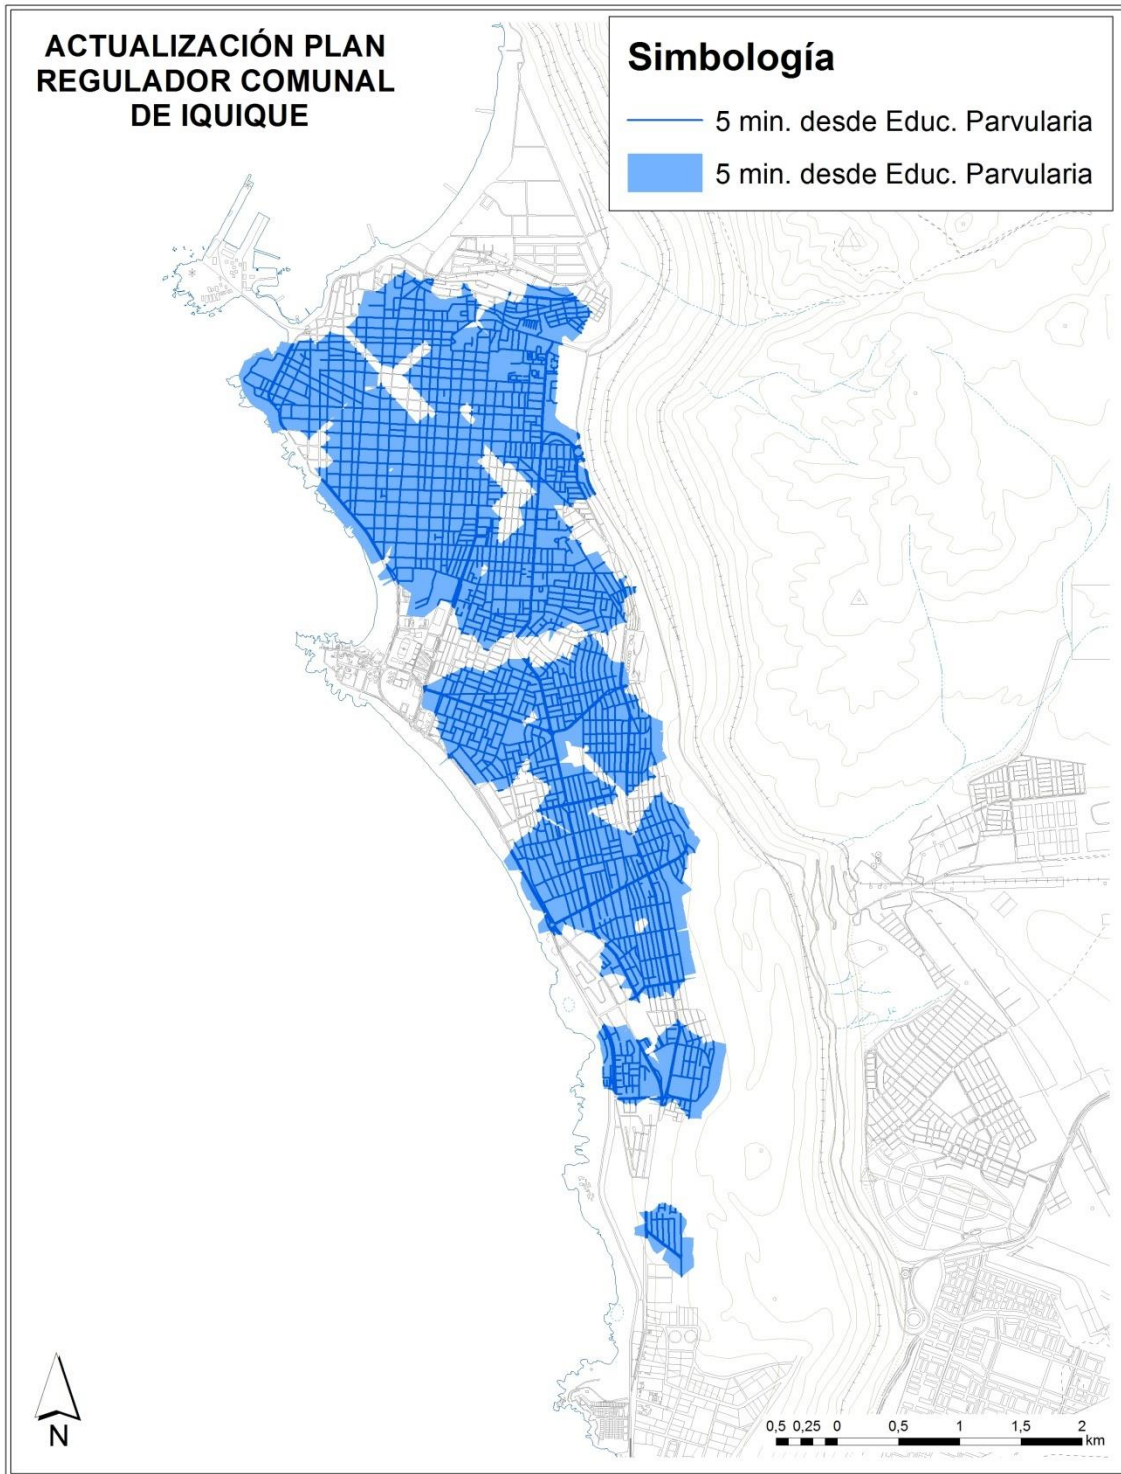 ACTUALIZACIÓN PLAN
REGULADOR COMUNAL
DE IQUIQUE
Simbología
5 min. desde Educ. Parvularia
5 min. desde Educ. Parvularia
N
0,5 0,25 0 0,5 1 1,5 2
km